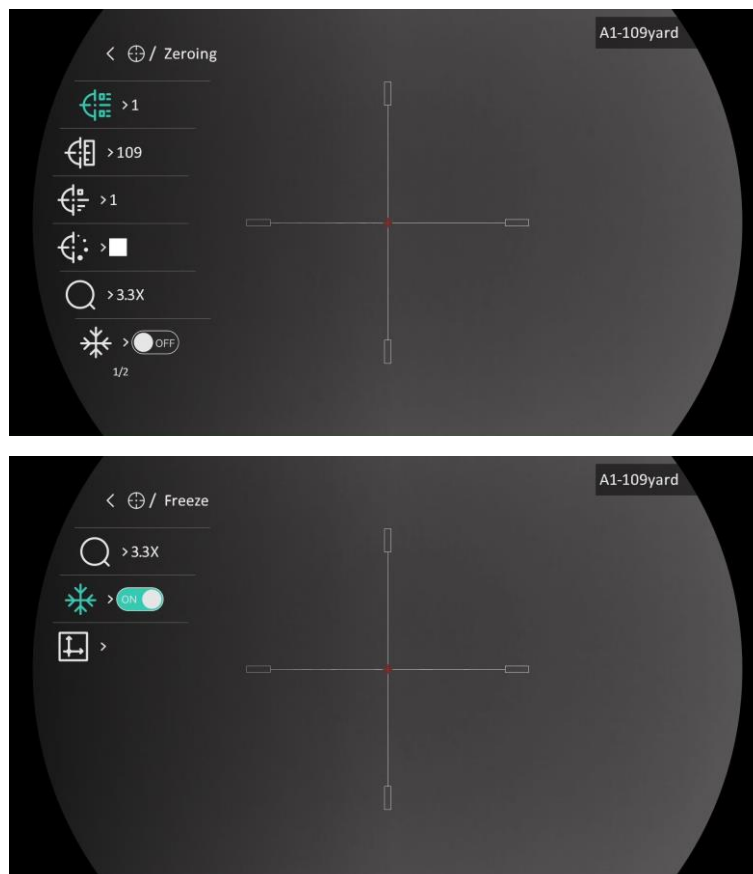 A1-109yard
< / Zeroing
>1
>109
>1
>
>3.3X
> OFF
1/2
A1-109yard
< / Freeze
>3.3X
> ON
>